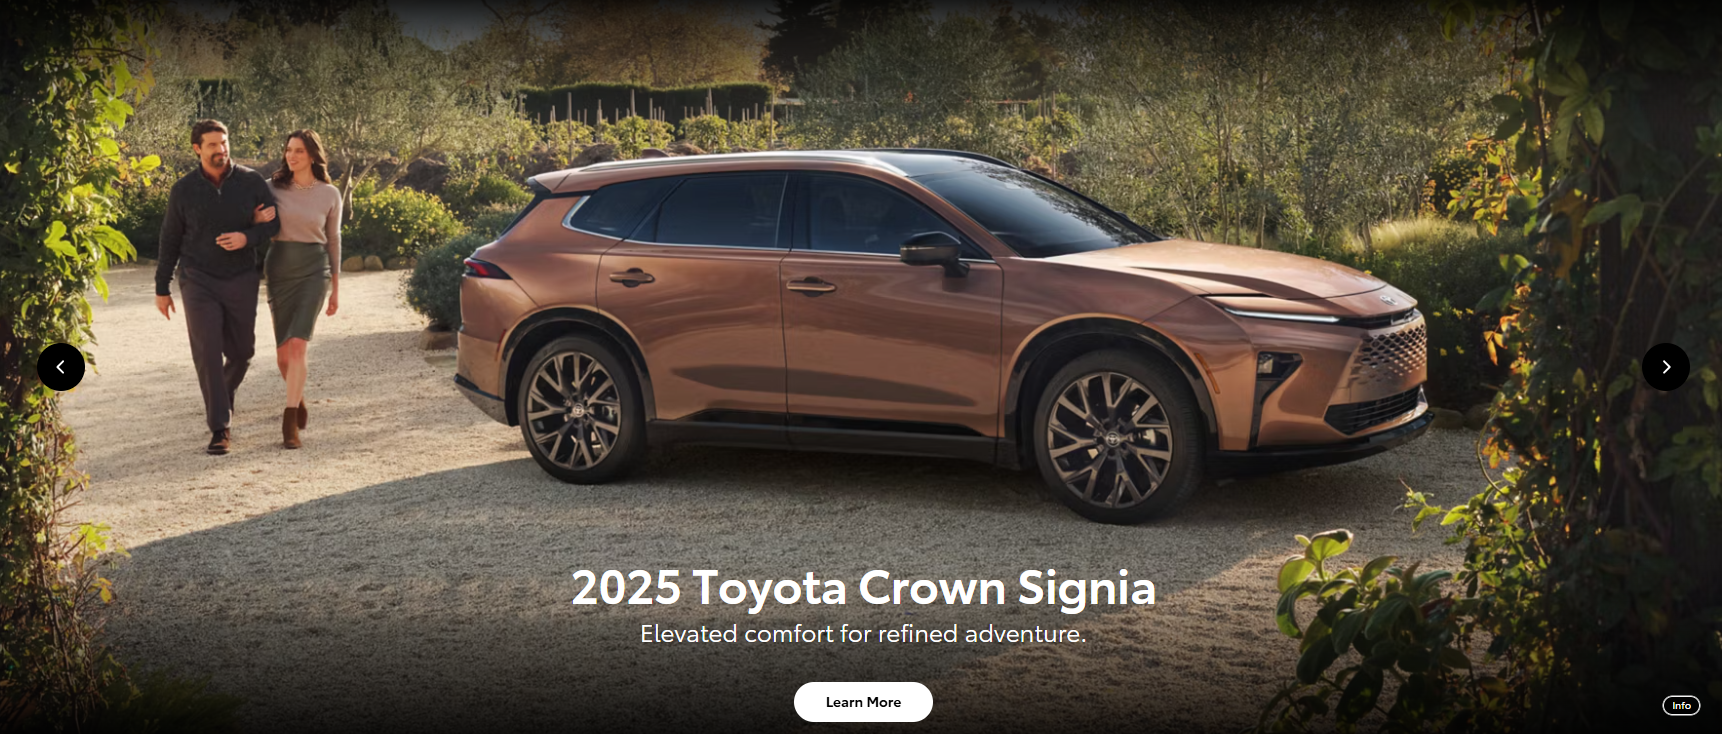 2025 Toyota Crown Signia
Elevated comfort for refined adventure.
Learn More
Info